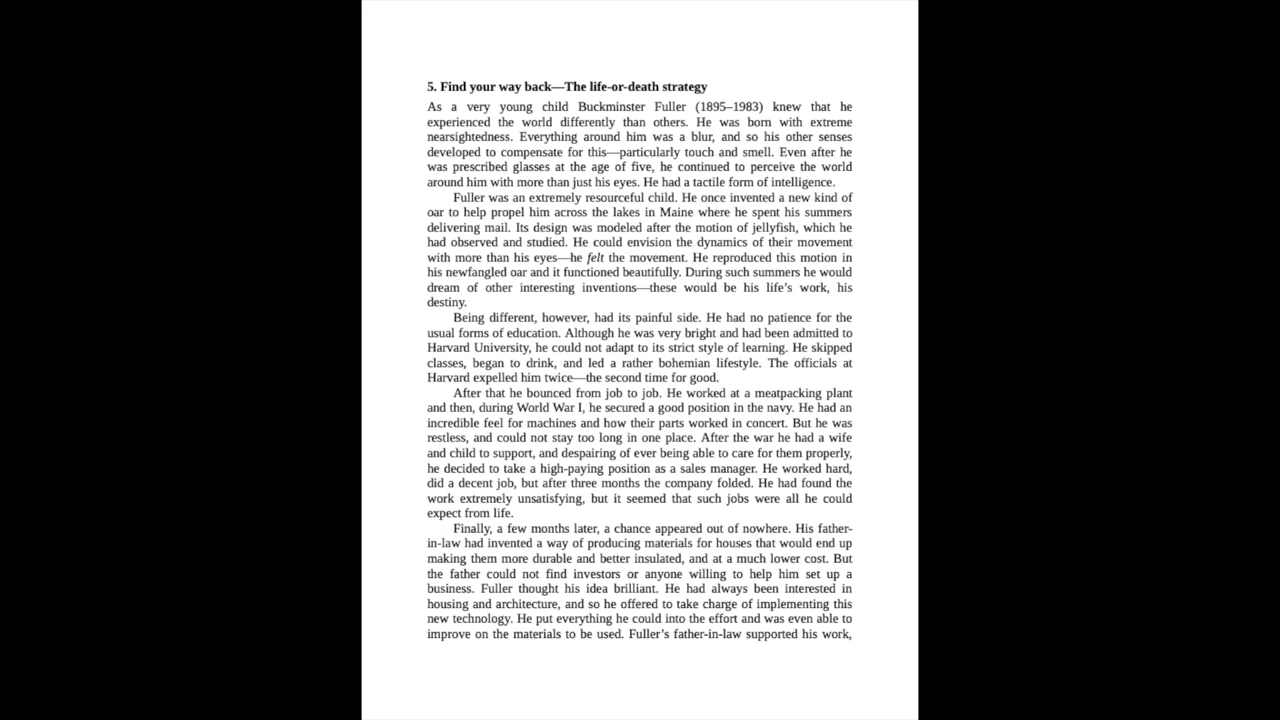 5. Find your way back—The life-or-death strategy
As a very young child Buckminster Fuller (1895–1983) knew that he
experienced the world differently than others. He was born with extreme
nearsightedness. Everything around him was a blur, and so his other senses
developed to compensate for this—particularly touch and smell. Even after he
was prescribed glasses at the age of five, he continued to perceive the world
around him with more than just his eyes. He had a tactile form of intelligence.
Fuller was an extremely resourceful child. He once invented a new kind of
oar to help propel him across the lakes in Maine where he spent his summers
delivering mail. Its design was modeled after the motion of jellyfish, which he
had observed and studied. He could envision the dynamics of their movement
with more than his eyes—he felt the movement. He reproduced this motion in
his newfangled oar and it functioned beautifully. During such summers he would
dream of other interesting inventions—these would be his life’s work, his
destiny.
Being different, however, had its painful side. He had no patience for the
usual forms of education. Although he was very bright and had been admitted to
Harvard University, he could not adapt to its strict style of learning. He skipped
classes, began to drink, and led a rather bohemian lifestyle. The officials at
Harvard expelled him twice—the second time for good.
After that he bounced from job to job. He worked at a meatpacking plant
and then, during World War I, he secured a good position in the navy. He had an
incredible feel for machines and how their parts worked in concert. But he was
restless, and could not stay too long in one place. After the war he had a wife
and child to support, and despairing of ever being able to care for them properly,
he decided to take a high-paying position as a sales manager. He worked hard,
did a decent job, but after three months the company folded. He had found the
work extremely unsatisfying, but it seemed that such jobs were all he could
expect from life.
Finally, a few months later, a chance appeared out of nowhere. His father-
in-law had invented a way of producing materials for houses that would end up
making them more durable and better insulated, and at a much lower cost. But
the father could not find investors or anyone willing to help him set up a
business. Fuller thought his idea brilliant. He had always been interested in
housing and architecture, and so he offered to take charge of implementing this
new technology. He put everything he could into the effort and was even able to
improve on the materials to be used. Fuller’s father-in-law supported his work,